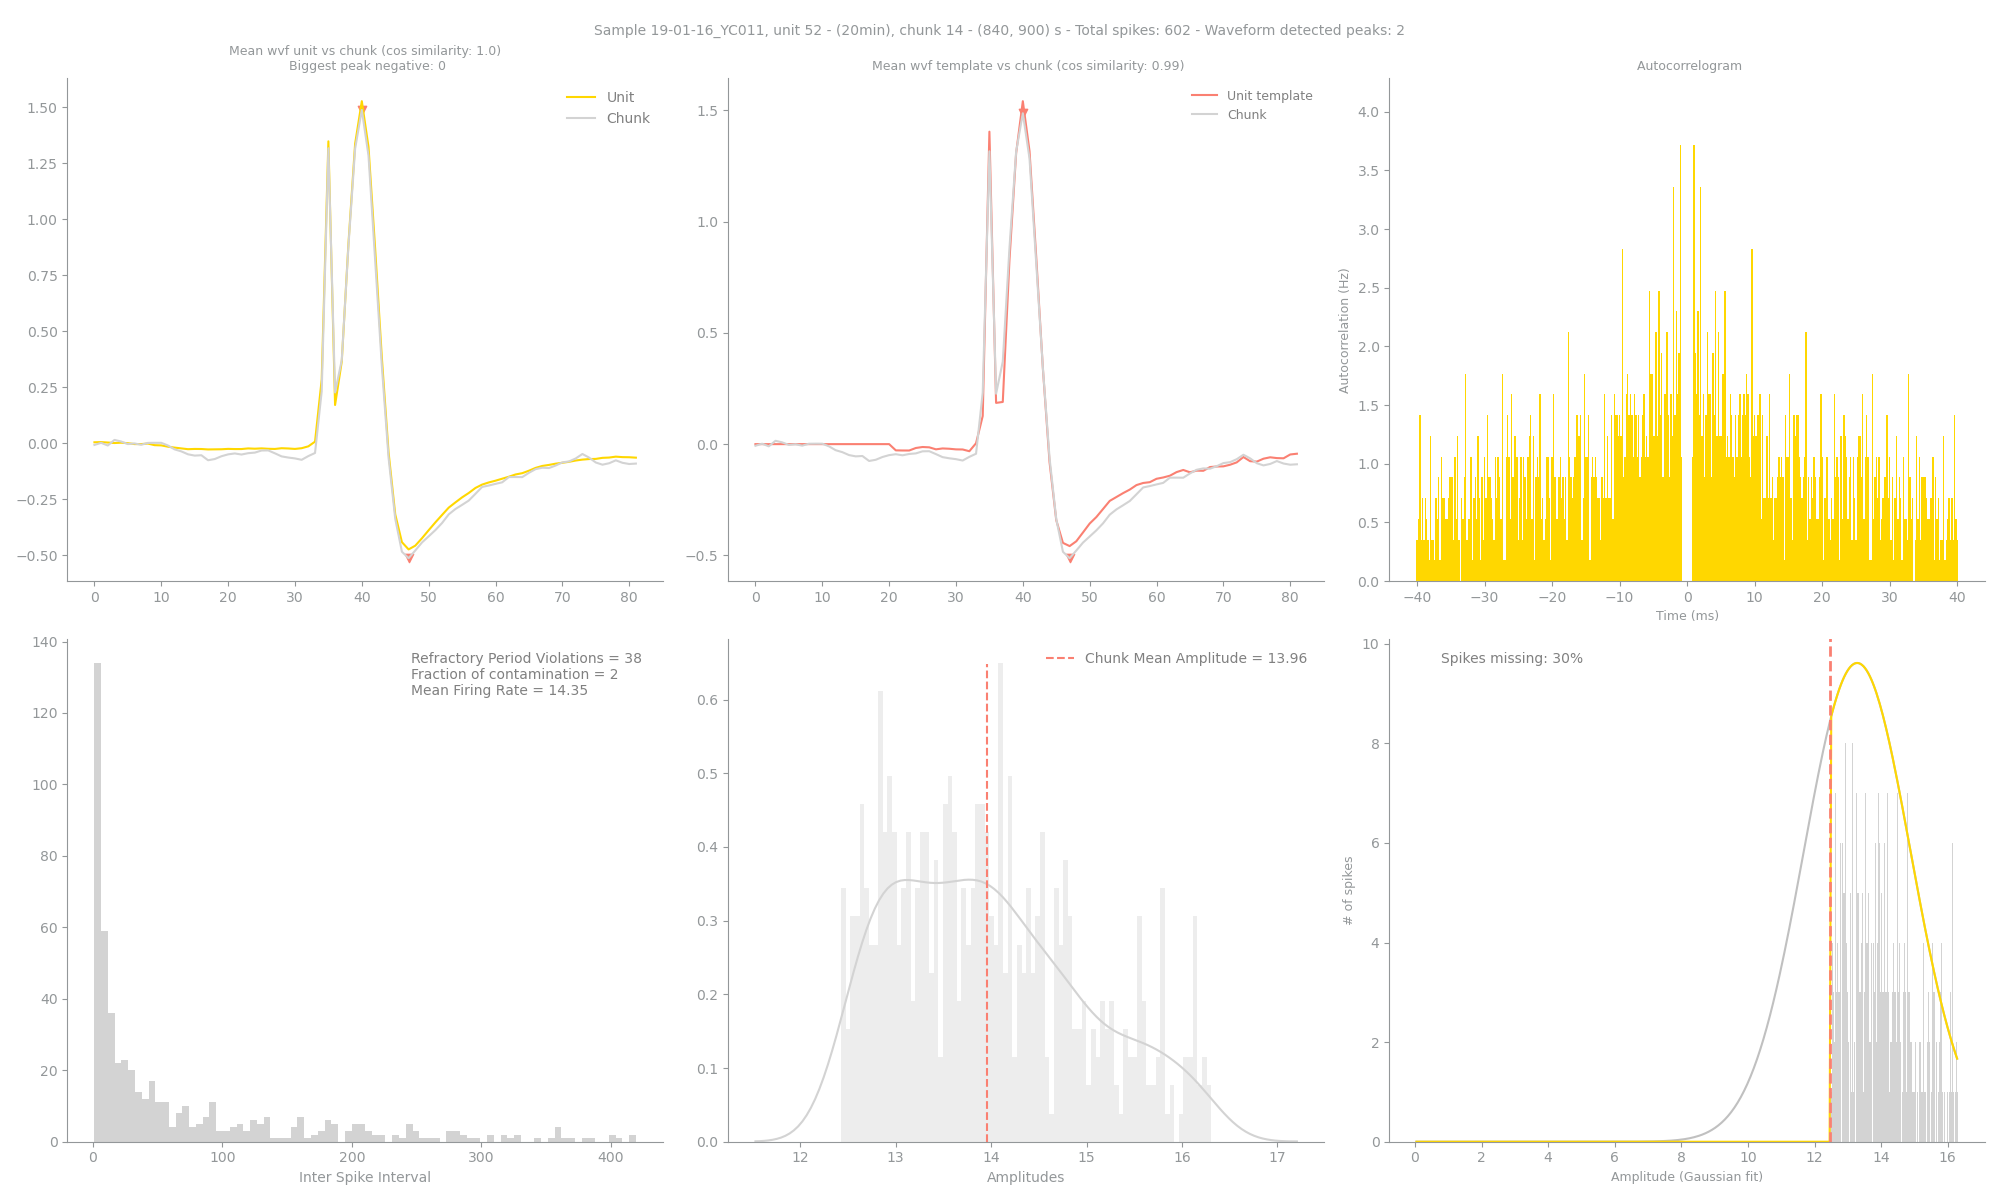 Sample 19-01-16_YC011, unit 52 - (20min), chunk 14 - (840, 900) s - Total spikes: 602 - Waveform detected peaks: 2
Mean wvf unit vs chunk (cos similarity: 1.0)
Biggest peak negative: 0
Unit
Chunk
1.50
1.25
1.00
0.75
0.50
0.25
0.00
−0.25
−0.50
0 10 20 30 40 50 60 70 80
Mean wvf template vs chunk (cos similarity: 0.99)
Unit template
Chunk
1.5
1.0
0.5
0.0
−0.5
0 10 20 30 40 50 60 70 80
Autocorrelogram
Autocorrelation (Hz)
4.0
3.5
3.0
2.5
2.0
1.5
1.0
0.5
0.0
−40 −30 −20 −10 0 10 20 30 40
Time (ms)
Refractory Period Violations = 38
Fraction of contamination = 2
Mean Firing Rate = 14.35
140
120
100
80
60
40
20
0
0 100 200 300 400
Inter Spike Interval
Chunk Mean Amplitude = 13.96
0.6
0.5
0.4
0.3
0.2
0.1
0.0
12 13 14 15 16 17
Amplitudes
Spikes missing: 30%
# of spikes
10
8
6
4
2
0
0 2 4 6 8 10 12 14 16
Amplitude (Gaussian fit)